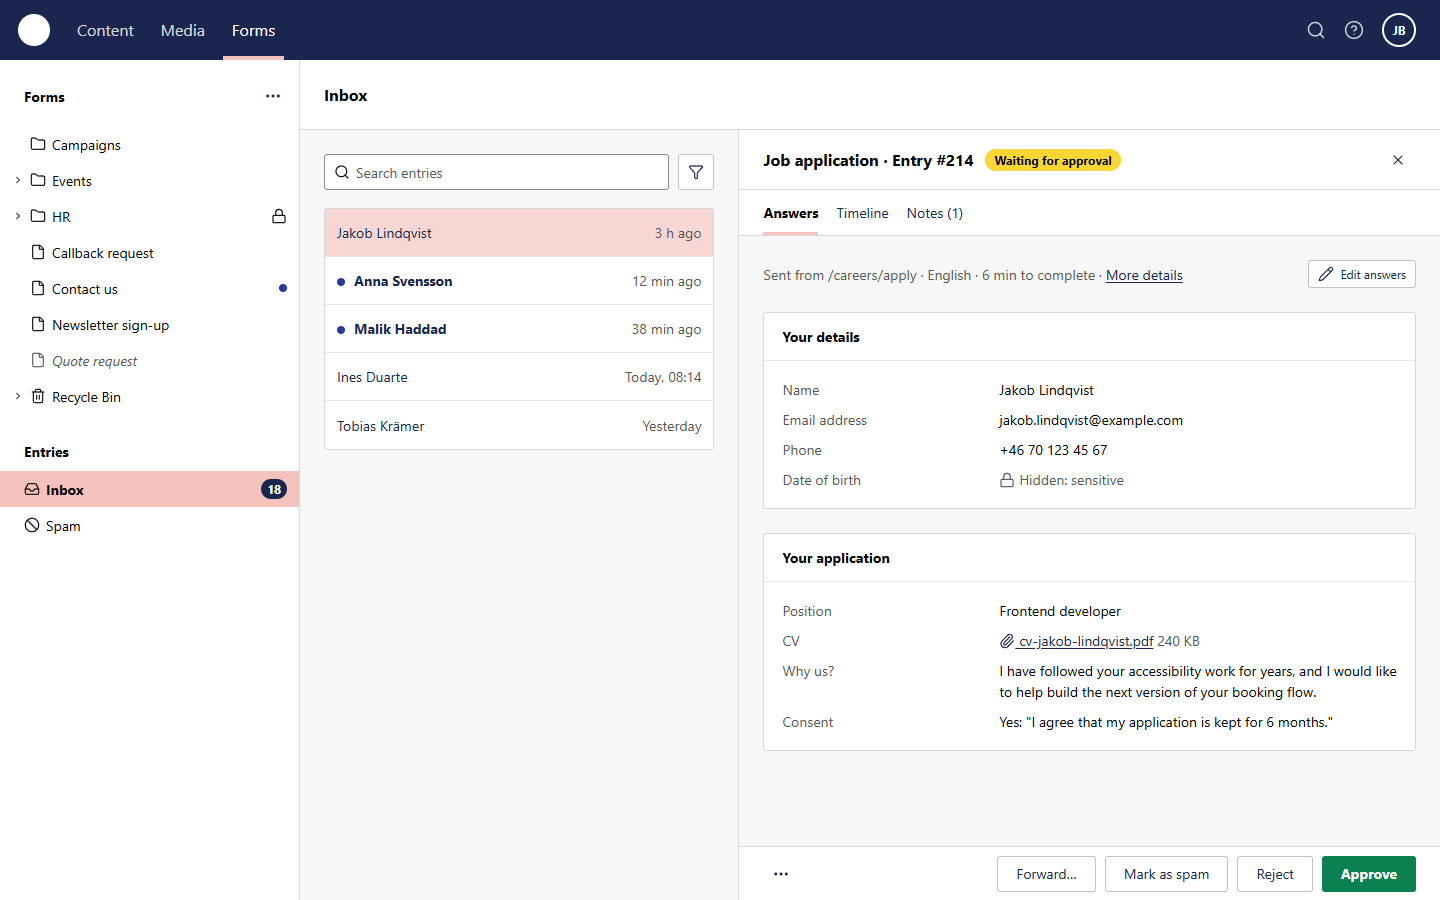 Content
Media
Forms
JB
Forms
Campaigns
Events
HR
Callback request
Contact us
Newsletter sign-up
Quote request
Recycle Bin
Entries
Inbox
18
Spam
Inbox
Search entries
Jakob Lindqvist 3 h ago
Anna Svensson 12 min ago
Malik Haddad 38 min ago
Ines Duarte Today, 08:14
Tobias Krämer Yesterday
Job application · Entry #214
Waiting for approval
Answers
Timeline
Notes (1)
Sent from /careers/apply · English · 6 min to complete · More details
Edit answers
Your details
Name Jakob Lindqvist
Email address jakob.lindqvist@example.com
Phone +46 70 123 45 67
Date of birth Hidden: sensitive
Your application
Position Frontend developer
CV cv-jakob-lindqvist.pdf 240 KB
Why us? I have followed your accessibility work for years, and I would like
to help build the next version of your booking flow.
Consent Yes: "I agree that my application is kept for 6 months."
Forward...
Mark as spam
Reject
Approve